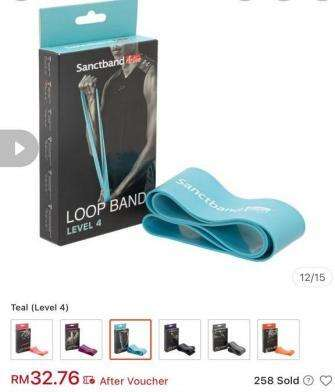 Sanctband Active
LOOP BAND
LEVEL 4
Sanctband
12/15
Teal (Level 4)
RM32.76 After Voucher
258 Sold